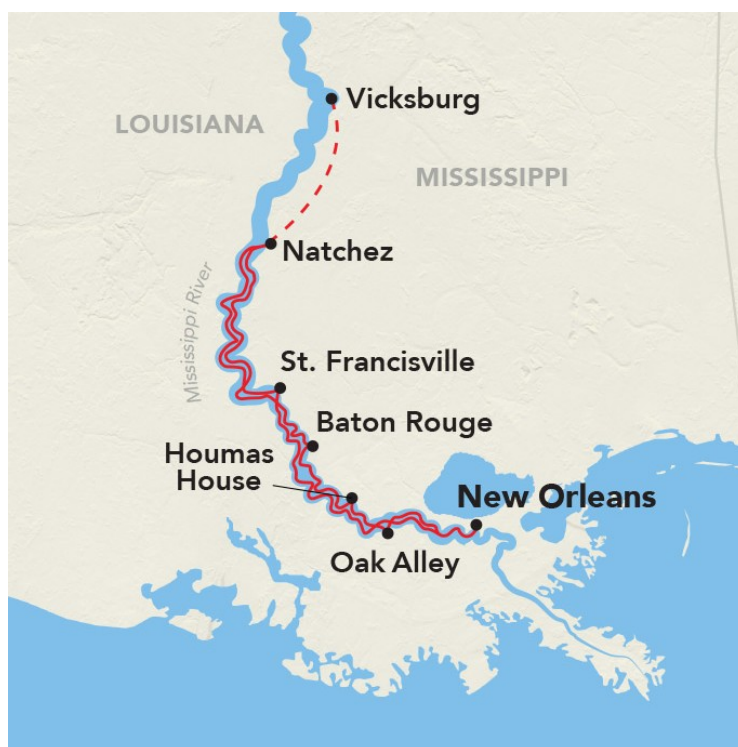 Vicksburg
LOUISIANA
MISSISSIPPI
Natchez
Mississippi River
St. Francisville
Baton Rouge
Houmas
House
New Orleans
Oak Alley